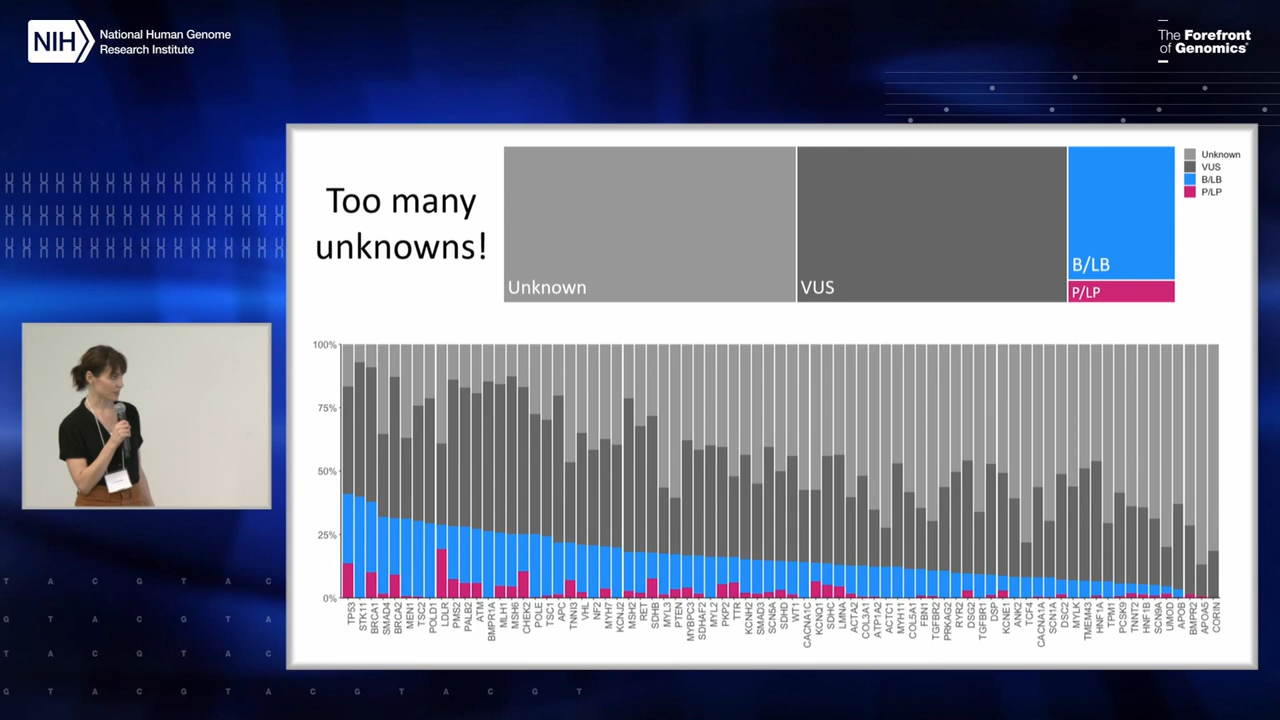 NIH
National Human Genome
Research Institute
The Forefront
of Genomics®
Too many
unknowns!
Unknown
VUS
B/LB
P/LP
Unknown
VUS
B/LB
P/LP
100%
75%
50%
25%
0%
TP53
STK11
BRCA1
SMAD4
BRCA2
MEN1
TSC2
POLD1
LDLR
PMS2
PALB2
ATM
BMPR1A
MLH1
MSH6
CHEK2
POLE
TSC1
APC
TNNI3
VHL
NF2
MYH7
KCNJ2
MSH2
RET
SDHB
MYL3
PTEN
MYBPC3
SDHAF2
MYL2
PKP2
TTR
KCNH2
SMAD3
SCN5A
SDHD
WT1
CACNA1C
KCNQ1
SDHC
LMNA
ACTA2
COL3A1
ATP1A2
ACTC1
MYH11
COL5A1
FBN1
TGFBR2
PRKAG2
RYR2
DSG2
TGFBR1
DSP
KCNE1
ANK2
TCF4
CACNA1A
SCN1A
DSC2
MYLK
TMEM43
HNF1A
TPM1
PCSK9
TNNT2
HNF1B
SCN8A
UMOD
APOB
BMPR2
APOA5
CORIN
T A C G T A C
T A C G T A C
T A C G T A C
G T A C G T A C G T A C G T A C G T